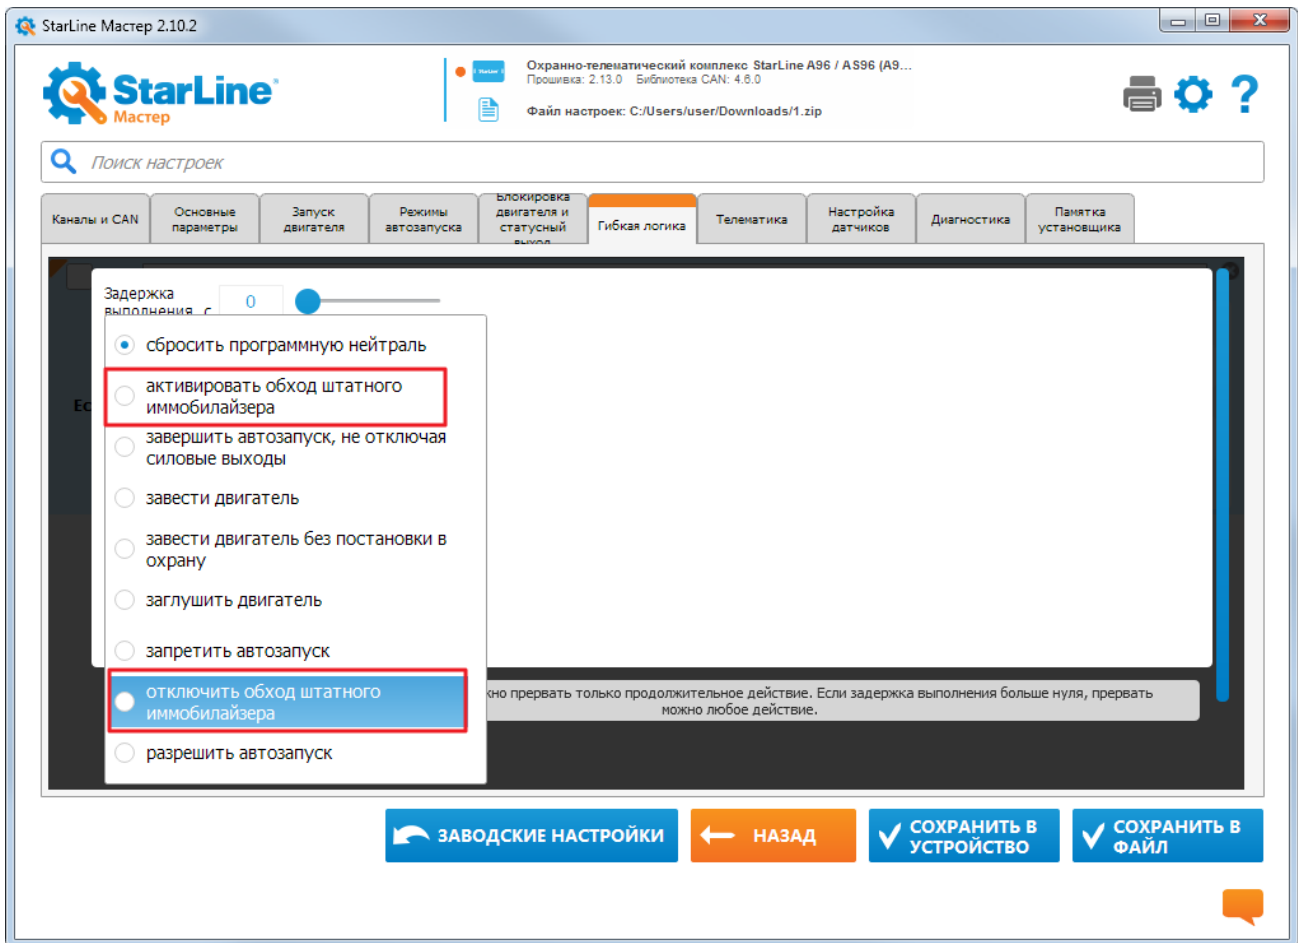 StarLine Мастер 2.10.2
StarLine
Мастер
StarLine
Охранно-телематический комплекс StarLine A96 / AS96 (A9...
Прошивка: 2.13.0 Библиотека CAN: 4.6.0
Файл настроек: C:/Users/user/Downloads/1.zip
Поиск настроек
Каналы и CAN
Основные
параметры
Запуск
двигателя
Режимы
автозапуска
Блокировка
двигателя и
статусный
выход
Гибкая логика
Телематика
Настройка
датчиков
Диагностика
Памятка
установщика
Задержка
выполнения, с
0
Ес
сбросить программную нейтраль
активировать обход штатного
иммобилайзера
завершить автозапуск, не отключая
силовые выходы
завести двигатель
завести двигатель без постановки в
охрану
заглушить двигатель
запретить автозапуск
отключить обход штатного
иммобилайзера
разрешить автозапуск
прервать только продолжительное действие. Если задержка выполнения больше нуля, прервать
можно любое действие.
ЗАВОДСКИЕ НАСТРОЙКИ
НАЗАД
СОХРАНИТЬ В
УСТРОЙСТВО
СОХРАНИТЬ В
ФАЙЛ